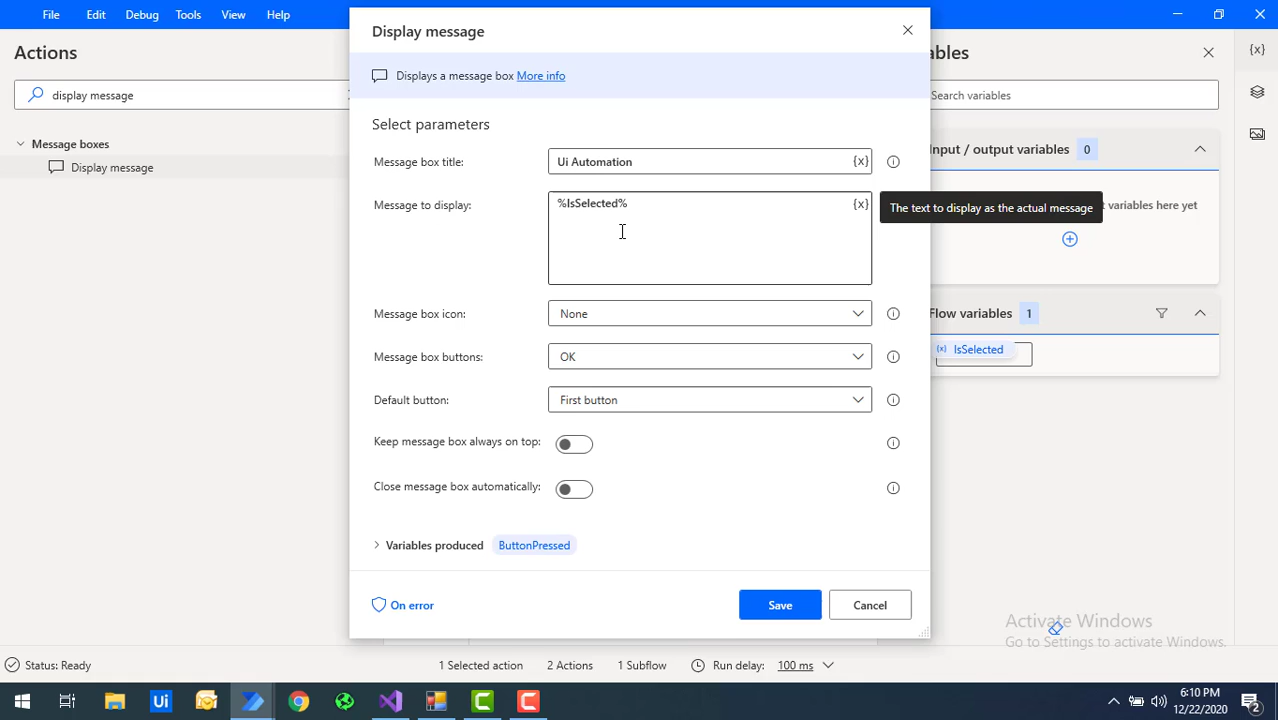 File Edit Debug Tools View Help
Display message
Actions
ables
Displays a message box More info
display message
Search variables
Select parameters
Message boxes
Input / output variables 0
Display message
Message box title: Ui Automation {x}
Message to display: %IsSelected% {x}
The text to display as the actual message
t variables here yet
Message box icon: None
Flow variables 1
Message box buttons: OK
{x} IsSelected
Default button: First button
Keep message box always on top:
Close message box automatically:
Variables produced ButtonPressed
On error Save Cancel
Activate Windows
Go to Settings to activate Windows.
Status: Ready 1 Selected action 2 Actions 1 Subflow Run delay: 100 ms
Ui
6:10 PM
12/22/2020
2